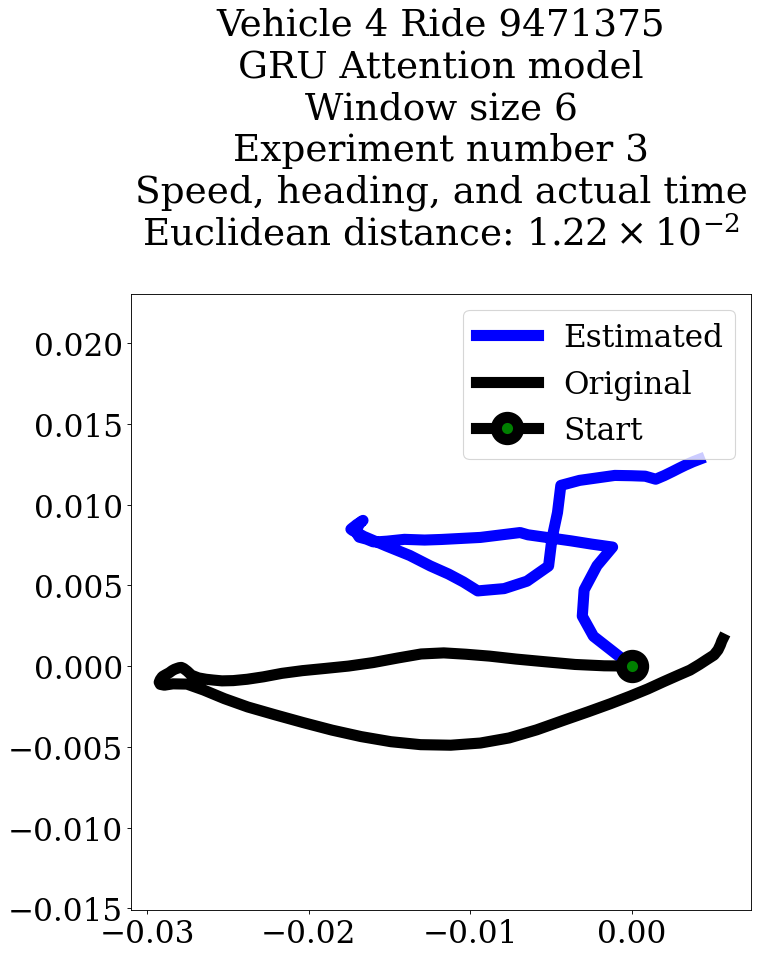 Vehicle 4 Ride 9471375
GRU Attention model
Window size 6
Experiment number 3
Speed, heading, and actual time
Euclidean distance: 1.22 × 10⁻²
Estimated
Original
Start
0.020
0.015
0.010
0.005
0.000
−0.005
−0.010
−0.015
−0.03
−0.02
−0.01
0.00